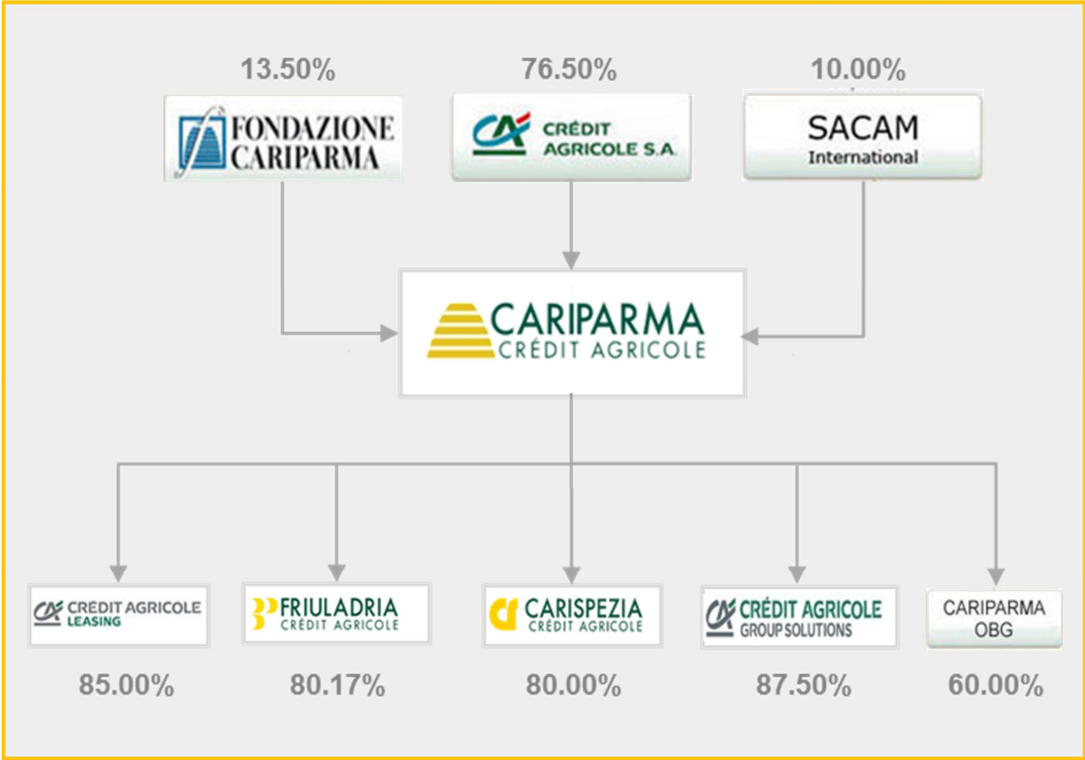 13.50%
76.50%
10.00%
FONDAZIONE
CARIPARMA
CRÉDIT
AGRICOLE S.A.
SACAM
International
CARIPARMA
CRÉDIT AGRICOLE
CRÉDIT AGRICOLE
LEASING
FRIULADRIA
CRÉDIT AGRICOLE
CARISPEZIA
CRÉDIT AGRICOLE
CRÉDIT AGRICOLE
GROUP SOLUTIONS
CARIPARMA
OBG
85.00%
80.17%
80.00%
87.50%
60.00%